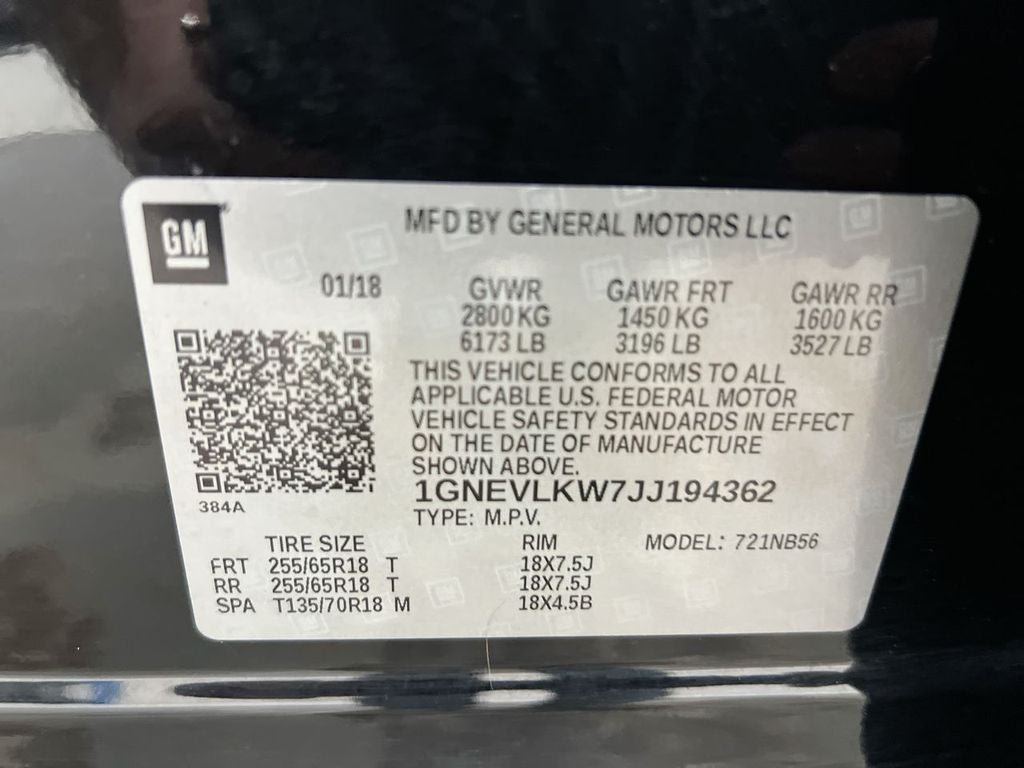 GM
MFD BY GENERAL MOTORS LLC
01/18 GVWR GAWR FRT GAWR RR
2800 KG 1450 KG 1600 KG
6173 LB 3196 LB 3527 LB
THIS VEHICLE CONFORMS TO ALL
APPLICABLE U.S. FEDERAL MOTOR
VEHICLE SAFETY STANDARDS IN EFFECT
ON THE DATE OF MANUFACTURE
SHOWN ABOVE.
1GNEVLKW7JJ194362
384A
TYPE: M.P.V.
TIRE SIZE RIM MODEL: 721NB56
FRT 255/65R18 T 18X7.5J
RR 255/65R18 T 18X7.5J
SPA T135/70R18 M 18X4.5B